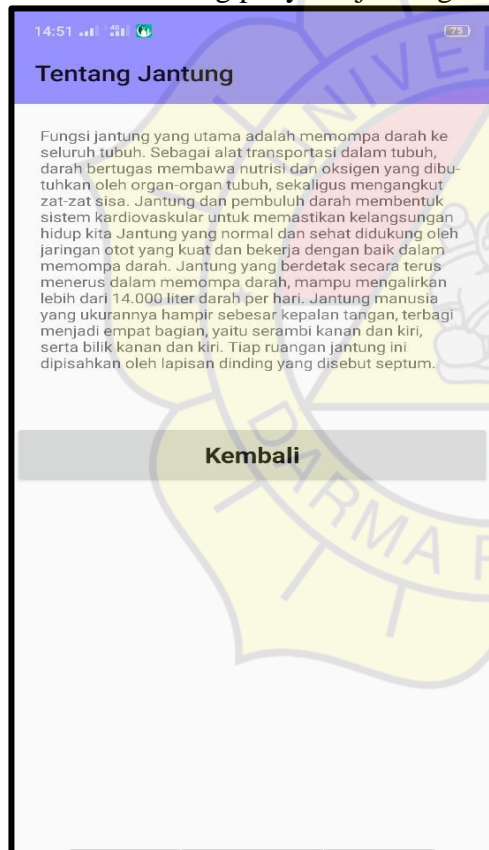 14:51
75
Tentang Jantung
Fungsi jantung yang utama adalah memompa darah ke
seluruh tubuh. Sebagai alat transportasi dalam tubuh,
darah bertugas membawa nutrisi dan oksigen yang dibu-
tuhkan oleh organ-organ tubuh, sekaligus mengangkut
zat-zat sisa. Jantung dan pembuluh darah membentuk
sistem kardiovaskular untuk memastikan kelangsungan
hidup kita Jantung yang normal dan sehat didukung oleh
jaringan otot yang kuat dan bekerja dengan baik dalam
memompa darah. Jantung yang berdetak secara terus
menerus dalam memompa darah, mampu mengalirkan
lebih dari 14.000 liter darah per hari. Jantung manusia
yang ukurannya hampir sebesar kepalan tangan, terbagi
menjadi empat bagian, yaitu serambi kanan dan kiri,
serta bilik kanan dan kiri. Tiap ruangan jantung ini
dipisahkan oleh lapisan dinding yang disebut septum.
Kembali
UNIVE
DARMA P